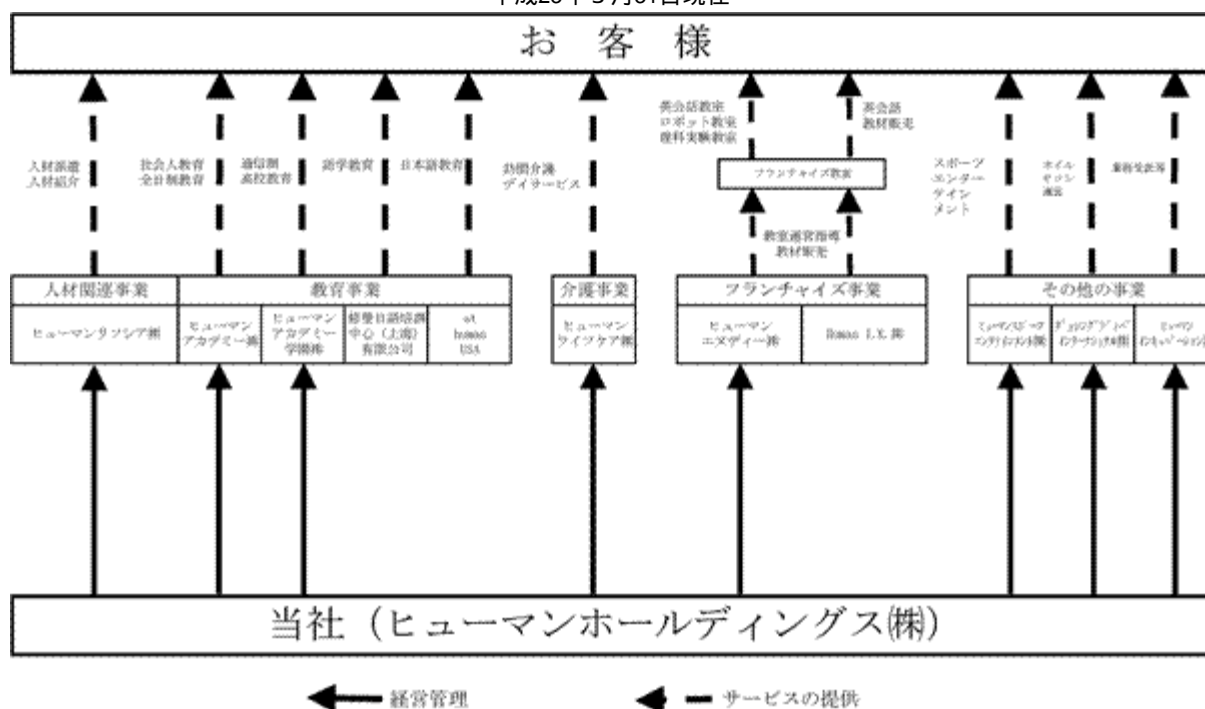 お 客 様
英会話教室
ロボット教室
理科実験教室
英会話
教材販売
人材派遣
人材紹介
社会人教育
全日制教育
通信制
高校教育
語学教育
日本語教育
訪問介護
デイサービス
フランチャイズ教室
スポーツ
エンター
テイン
メント
ネイル
サロン
運営
教室運営指導
教材販売
人材関連事業
教育事業
介護事業
フランチャイズ事業
その他の事業
ヒューマンリソシア㈱
ヒューマン
アカデミー㈱
ヒューマン
アカデミー
学園㈱
中心(上海)
有限公司
USA
ヒューマン
ライフケア㈱
ヒューマン
エヌディー㈱
ヒューマン
当社(ヒューマンホールディングス㈱)
経営管理
サービスの提供